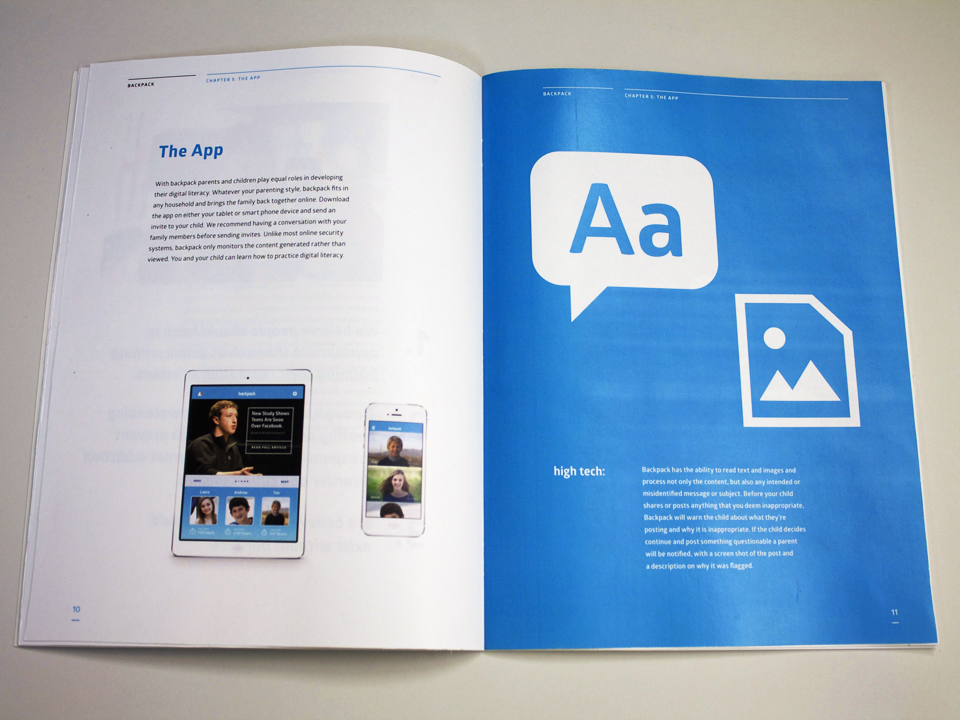 BACKPACK
CHAPTER 5: THE APP
The App
With backpack parents and children play equal roles in developing
their digital literacy. Whatever your parenting style, backpack fits in
any household and brings the family back together online. Download
the app on either your tablet or smart phone device and send an
invite to your child. We recommend having a conversation with your
family members before sending invites. Unlike most online security
systems, backpack only monitors the content generated rather than
viewed. You and your child can learn how to practice digital literacy.
backpack
New Study Shows
Teens Are Sooo
Over Facebook.
READ FULL ARTICLE
NEXT
Laura
Andrew
backpack
10
BACKPACK
CHAPTER 5: THE APP
Aa
high tech:
Backpack has the ability to read text and images and
process not only the content, but also any intended or
misidentified message or subject. Before your child
shares or posts anything that you deem inappropriate,
Backpack will warn the child about what they're
posting and why it is inappropriate. If the child decides
continue and post something questionable a parent
will be notified, with a screen shot of the post and
a description on why it was flagged.
11